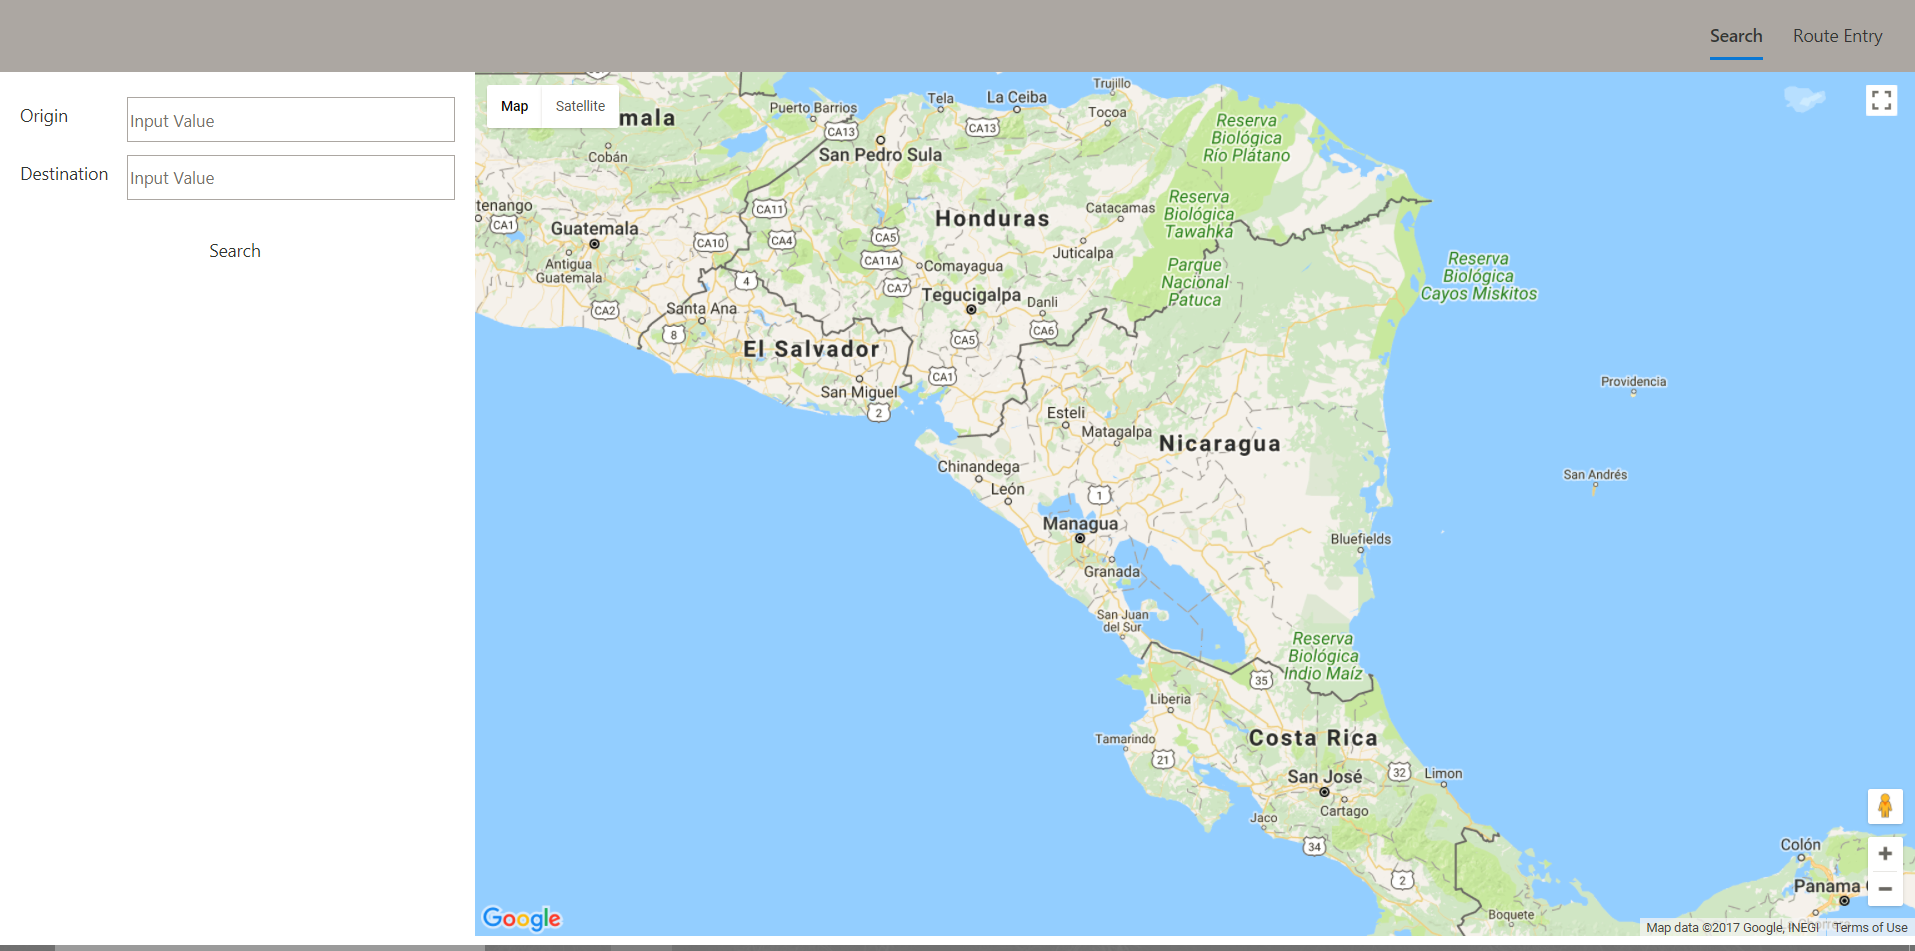 Search Route Entry
Origin
Input Value
Destination
Input Value
Search
Map Satellite
mala
Puerto Barrios
Tela
La Ceiba
Trujillo
Tocoa
CA13
CA13
Cobán
San Pedro Sula
Reserva
Biológica
Río Plátano
tenango
CA1
Guatemala
CA11
CA10
CA4
Honduras
CA5
CA11A
Catacamas
Reserva
Biológica
Tawahka
Juticalpa
Antigua
Guatemala
Comayagua
CA7
Parque
Nacional
Patuca
Reserva
Biológica
Cayos Miskitos
4
CA2
Santa Ana
Tegucigalpa
Danli
CA6
8
CA5
El Salvador
CA1
San Miguel
2
Providencia
Esteli
Matagalpa
Nicaragua
Chinandega
León
San Andrés
1
Managua
Bluefields
Granada
San Juan
del Sur
Reserva
Biológica
Indio Maíz
35
Liberia
Tamarindo
Costa Rica
21
San José
32
Limon
Cartago
Jaco
34
2
Colón
Panama
Boquete
Google
Map data ©2017 Google, INEGI
Terms of Use